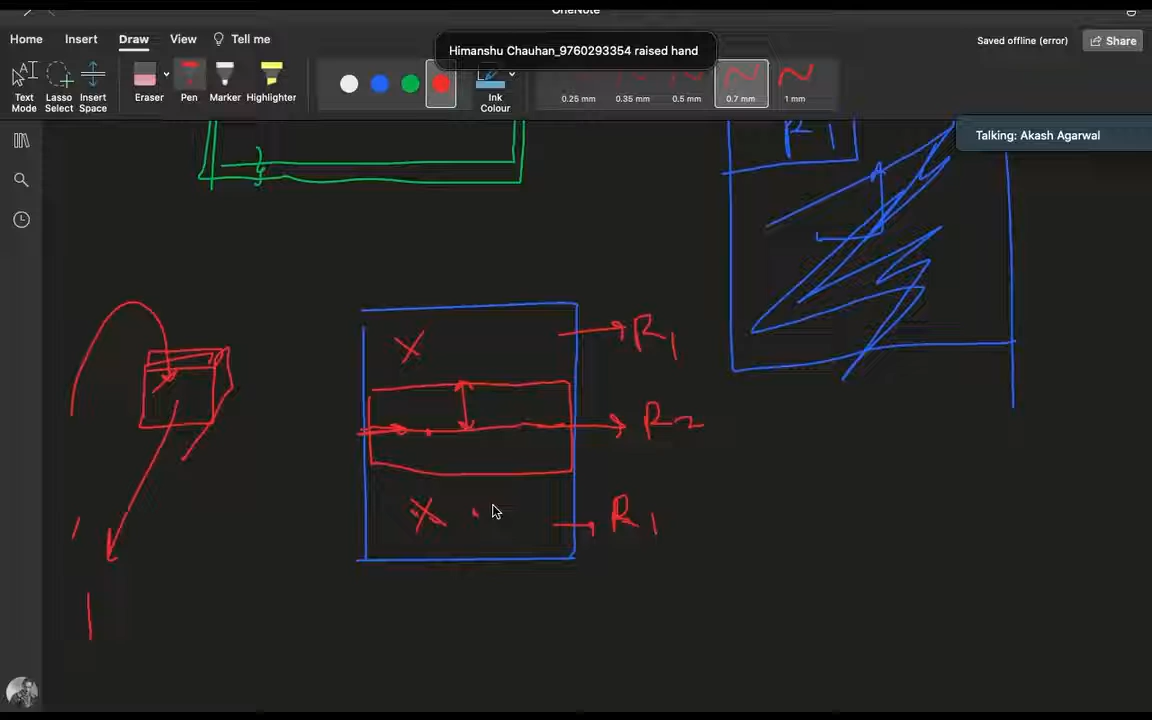 OneNote
Himanshu Chauhan_9760293354 raised hand
Home Insert Draw View Tell me
Saved offline (error) Share
Text Mode
Lasso Select
Insert Space
Eraser
Pen
Marker
Highlighter
Ink Colour
0.25 mm 0.35 mm 0.5 mm 0.7 mm 1 mm
Talking: Akash Agarwal
X
R1
R2
X
R1